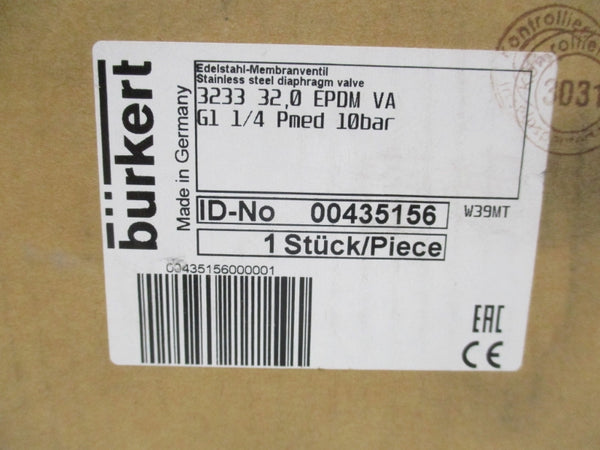 bürkert
Made in Germany
Edelstahl-Membranventil
Stainless steel diaphragm valve
3233 32,0 EPDM VA
G1 1/4 Pmed 10bar
ID-No 00435156
W39MT
1 Stück/Piece
00435156000001
EAC
CE
3031